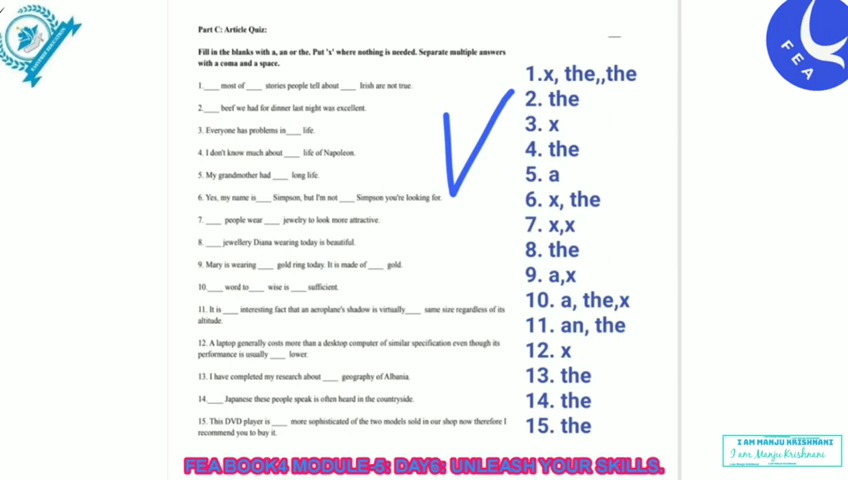 Part C: Article Quiz:
Fill in the blanks with a, an or the. Put 'x' where nothing is needed. Separate multiple answers
with a coma and a space.
1.____ most of ____ stories people tell about ____ Irish are not true.
2.____ beef we had for dinner last night was excellent.
3. Everyone has problems in____ life.
4. I don't know much about ____ life of Napoleon.
5. My grandmother had ____ long life.
6. Yes, my name is____ Simpson, but I'm not ____ Simpson you're looking for.
7. ____ people wear ____ jewelry to look more attractive.
8. ____ jewellery Diana wearing today is beautiful.
9. Mary is wearing ____ gold ring today. It is made of ____ gold.
10.____ word to____ wise is ____ sufficient.
11. It is ____ interesting fact that an aeroplane's shadow is virtually____ same size regardless of its
altitude.
12. A laptop generally costs more than a desktop computer of similar specification even though its
performance is usually ____ lower.
13. I have completed my research about ____ geography of Albania.
14.____ Japanese these people speak is often heard in the countryside.
15. This DVD player is ____ more sophisticated of the two models sold in our shop now therefore I
recommend you to buy it.
1.x, the,,the
2. the
3. x
4. the
5. a
6. x, the
7. x,x
8. the
9. a,x
10. a, the,x
11. an, the
12. x
13. the
14. the
15. the
FEA
I AM MANJU KRISHNANI
I am Manju Krishnani
I am Manju Krishnani
I AM MANJU KRISHNANI
FEA BOOK4 MODULE-5: DAY6: UNLEASH YOUR SKILLS.